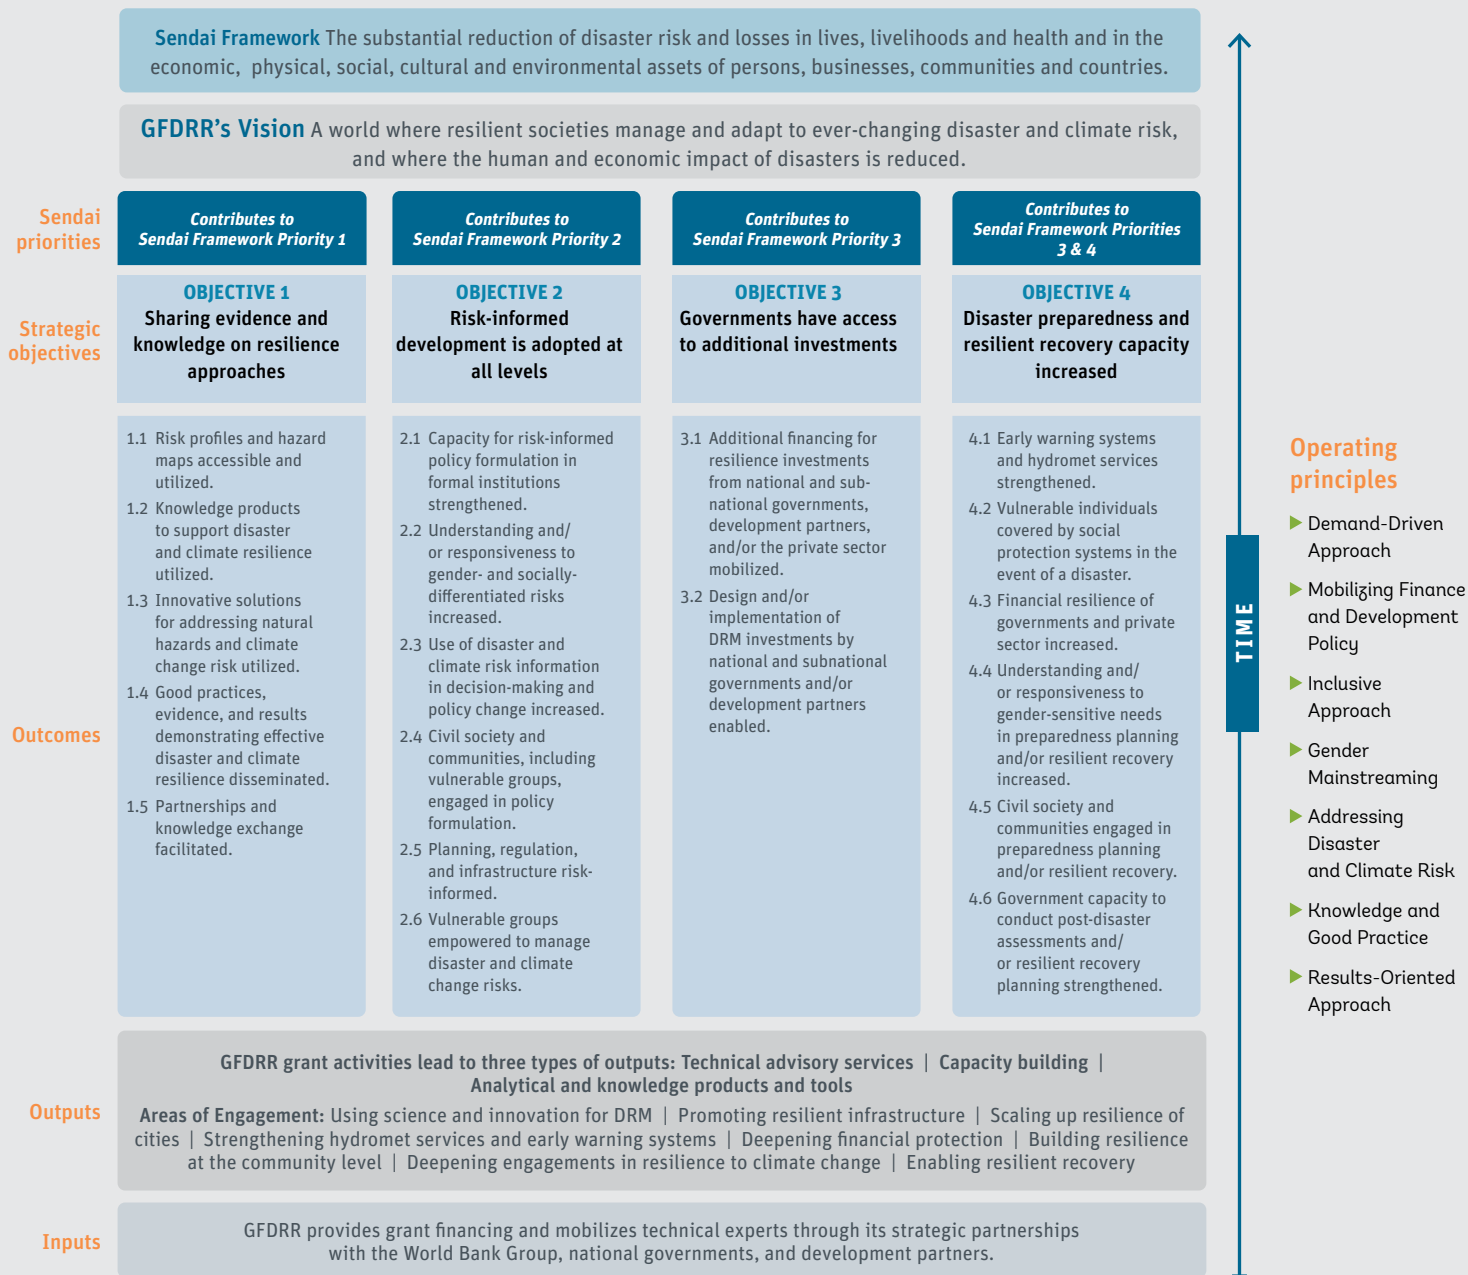 Sendai Framework The substantial reduction of disaster risk and losses in lives, livelihoods and health and in the
economic, physical, social, cultural and environmental assets of persons, businesses, communities and countries.
GFDRR’s Vision A world where resilient societies manage and adapt to ever-changing disaster and climate risk,
and where the human and economic impact of disasters is reduced.
Sendai
priorities
Contributes to
Sendai Framework Priority 1
Contributes to
Sendai Framework Priority 2
Contributes to
Sendai Framework Priority 3
Contributes to
Sendai Framework Priorities
3 & 4
Strategic
objectives
OBJECTIVE 1
Sharing evidence and
knowledge on resilience
approaches
OBJECTIVE 2
Risk-informed
development is adopted at
all levels
OBJECTIVE 3
Governments have access
to additional investments
OBJECTIVE 4
Disaster preparedness and
resilient recovery capacity
increased
Outcomes
1.1 Risk profiles and hazard
maps accessible and
utilized.
1.2 Knowledge products
to support disaster
and climate resilience
utilized.
1.3 Innovative solutions
for addressing natural
hazards and climate
change risk utilized.
1.4 Good practices,
evidence, and results
demonstrating effective
disaster and climate
resilience disseminated.
1.5 Partnerships and
knowledge exchange
facilitated.
2.1 Capacity for risk-informed
policy formulation in
formal institutions
strengthened.
2.2 Understanding and/
or responsiveness to
gender- and socially-
differentiated risks
increased.
2.3 Use of disaster and
climate risk information
in decision-making and
policy change increased.
2.4 Civil society and
communities, including
vulnerable groups,
engaged in policy
formulation.
2.5 Planning, regulation,
and infrastructure risk-
informed.
2.6 Vulnerable groups
empowered to manage
disaster and climate
change risks.
3.1 Additional financing for
resilience investments
from national and sub-
national governments,
development partners,
and/or the private sector
mobilized.
3.2 Design and/or
implementation of
DRM investments by
national and subnational
governments and/or
development partners
enabled.
4.1 Early warning systems
and hydromet services
strengthened.
4.2 Vulnerable individuals
covered by social
protection systems in the
event of a disaster.
4.3 Financial resilience of
governments and private
sector increased.
4.4 Understanding and/
or responsiveness to
gender-sensitive needs
in preparedness planning
and/or resilient recovery
increased.
4.5 Civil society and
communities engaged in
preparedness planning
and/or resilient recovery.
4.6 Government capacity to
conduct post-disaster
assessments and/
or resilient recovery
planning strengthened.
Outputs
GFDRR grant activities lead to three types of outputs: Technical advisory services | Capacity building |
Analytical and knowledge products and tools
Areas of Engagement: Using science and innovation for DRM | Promoting resilient infrastructure | Scaling up resilience of
cities | Strengthening hydromet services and early warning systems | Deepening financial protection | Building resilience
at the community level | Deepening engagements in resilience to climate change | Enabling resilient recovery
Inputs
GFDRR provides grant financing and mobilizes technical experts through its strategic partnerships
with the World Bank Group, national governments, and development partners.
TIME
Operating
principles
Demand-Driven
Approach
Mobilizing Finance
and Development
Policy
Inclusive
Approach
Gender
Mainstreaming
Addressing
Disaster
and Climate Risk
Knowledge and
Good Practice
Results-Oriented
Approach